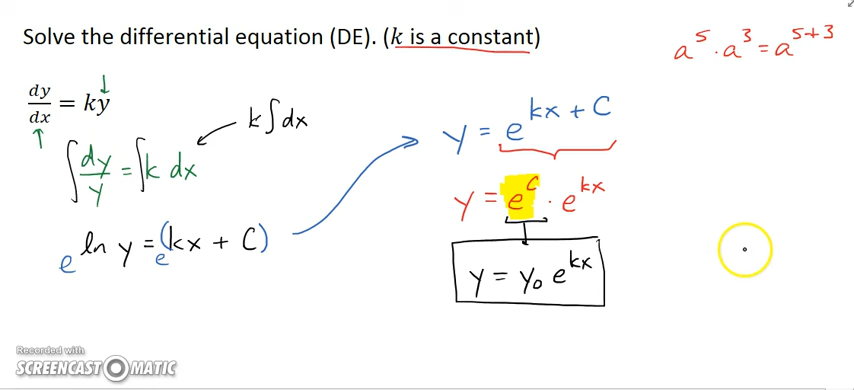 Solve the differential equation (DE). (k is a constant)
dy/dx = ky
k∫dx
∫ dy/y = ∫ k dx
e^(ln y) = e^(kx + C)
a^5 · a^3 = a^(5+3)
y = e^(kx + C)
y = e^C · e^(kx)
y = y₀ e^(kx)
Recorded with
SCREENCAST-O-MATIC